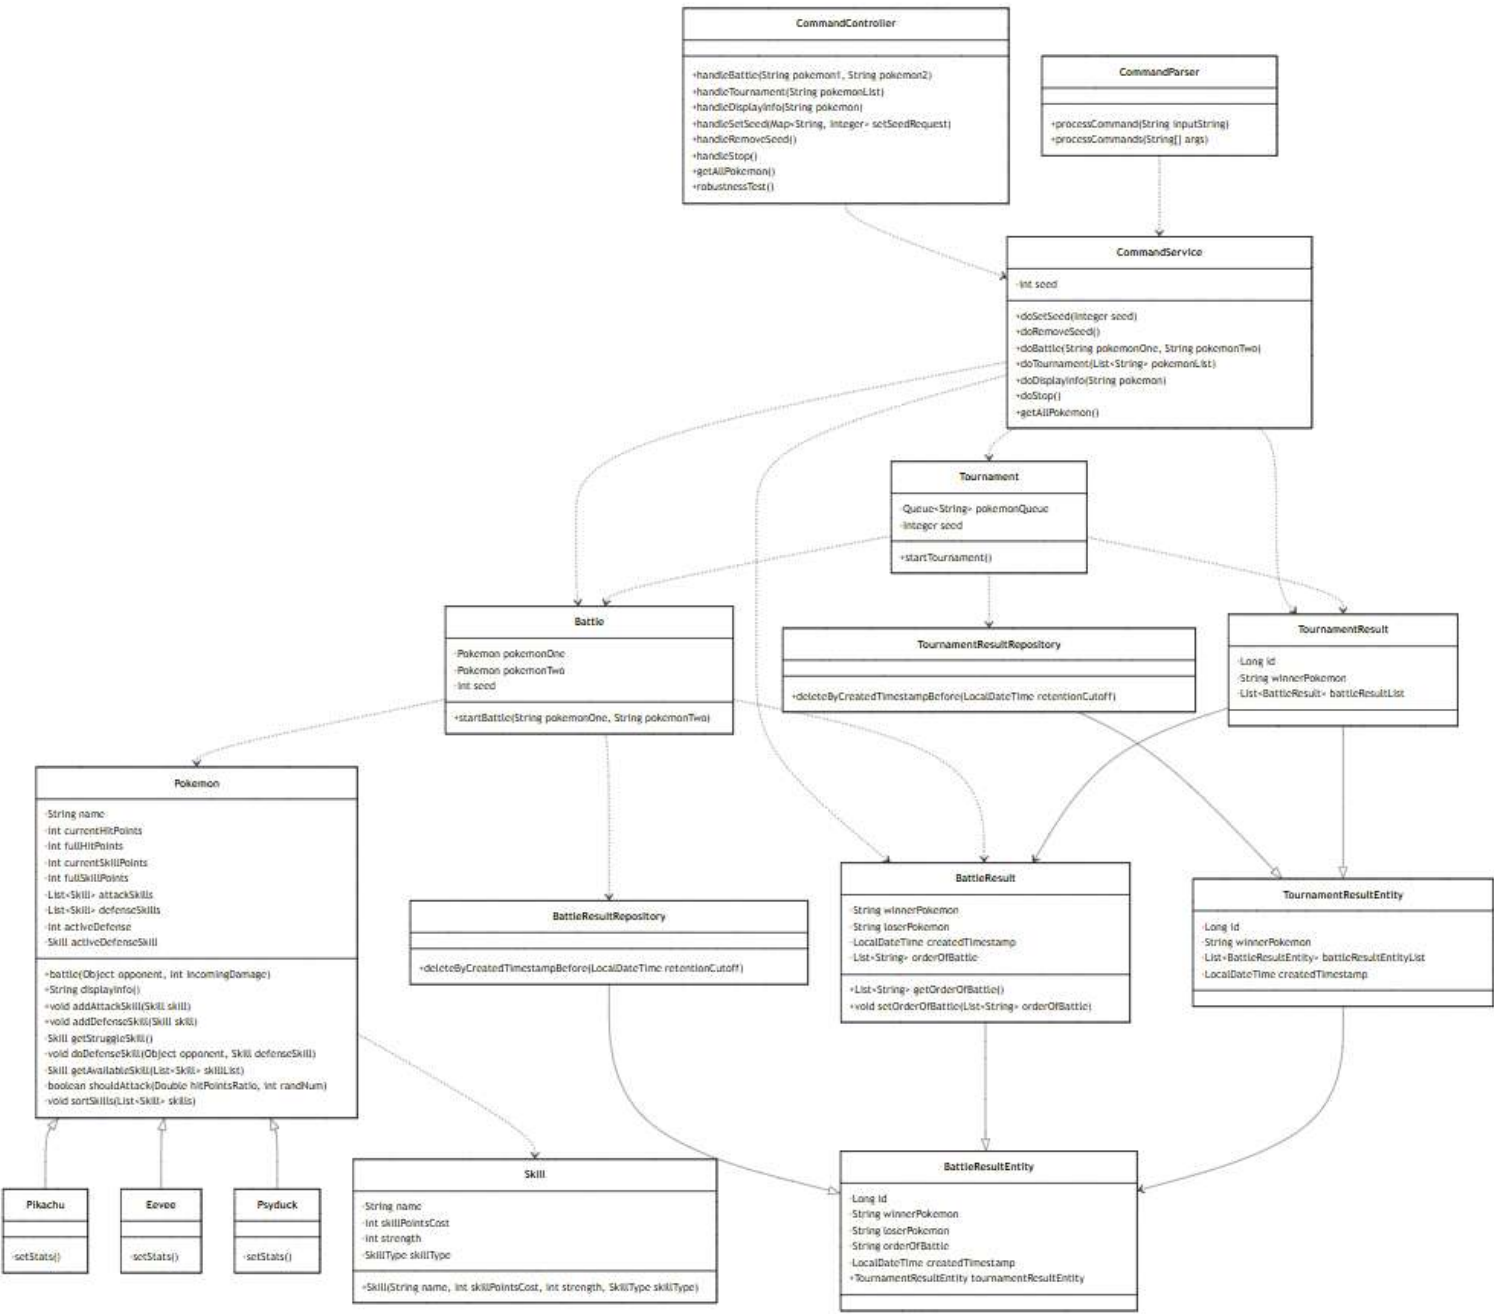 CommandController
+handleBattle(String pokemon1, String pokemon2)
+handleTournament(String pokemonList)
+handleDisplayInfo(String pokemon)
+handleSetSeed(Map<String, Integer> setSeedRequest)
+handleRemoveSeed()
+handleStop()
+getAllPokemon()
+robustnessTest()
CommandParser
+processCommand(String inputString)
+processCommands(String[] args)
CommandService
-int seed
+doSetSeed(Integer seed)
+doRemoveSeed()
+doBattle(String pokemonOne, String pokemonTwo)
+doTournament(List<String> pokemonList)
+doDisplayInfo(String pokemon)
+doStop()
+getAllPokemon()
Tournament
-Queue<String> pokemonQueue
-Integer seed
+startTournament()
Battle
-Pokemon pokemonOne
-Pokemon pokemonTwo
-int seed
+startBattle(String pokemonOne, String pokemonTwo)
TournamentResultRepository
+deleteByCreatedTimestampBefore(LocalDateTime retentionCutoff)
TournamentResult
-Long id
-String winnerPokemon
-List<BattleResult> battleResultList
Pokemon
-String name
-int currentHitPoints
-int fullHitPoints
-int currentSkillPoints
-int fullSkillPoints
-List<Skill> attackSkills
-List<Skill> defenseSkills
-int activeDefense
-Skill activeDefenseSkill
+battle(Object opponent, int incomingDamage)
+String displayInfo()
+void addAttackSkill(Skill skill)
+void addDefenseSkill(Skill skill)
-Skill getStruggleSkill()
-void doDefenseSkill(Object opponent, Skill defenseSkill)
-Skill getAvailableSkill(List<Skill> skillList)
-boolean shouldAttack(Double hitPointsRatio, int randNum)
-void sortSkills(List<Skill> skills)
BattleResultRepository
+deleteByCreatedTimestampBefore(LocalDateTime retentionCutoff)
BattleResult
-String winnerPokemon
-String loserPokemon
-LocalDateTime createdTimestamp
-List<String> orderOfBattle
+List<String> getOrderOfBattle()
+void setOrderOfBattle(List<String> orderOfBattle)
TournamentResultEntity
-Long id
-String winnerPokemon
-List<BattleResultEntity> battleResultEntityList
-LocalDateTime createdTimestamp
Pikachu
-setStats()
Eevee
-setStats()
Psyduck
-setStats()
Skill
-String name
-int skillPointsCost
-int strength
-SkillType skillType
+Skill(String name, int skillPointsCost, int strength, SkillType skillType)
BattleResultEntity
-Long id
-String winnerPokemon
-String loserPokemon
-String orderOfBattle
-LocalDateTime createdTimestamp
+TournamentResultEntity tournamentResultEntity